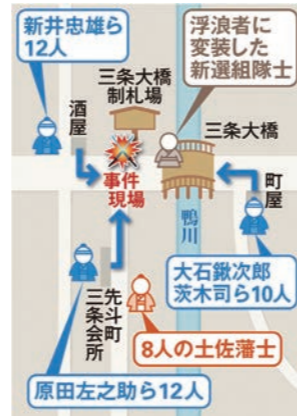 新井忠雄ら
12人
浮浪者に
変装した
新選組隊士
三条大橋
制札場
酒屋
三条大橋
事件
現場
町屋
鴨川
大石鍬次郎
茨木司ら10人
先斗町
三条会所
8人の土佐藩士
原田左之助ら12人